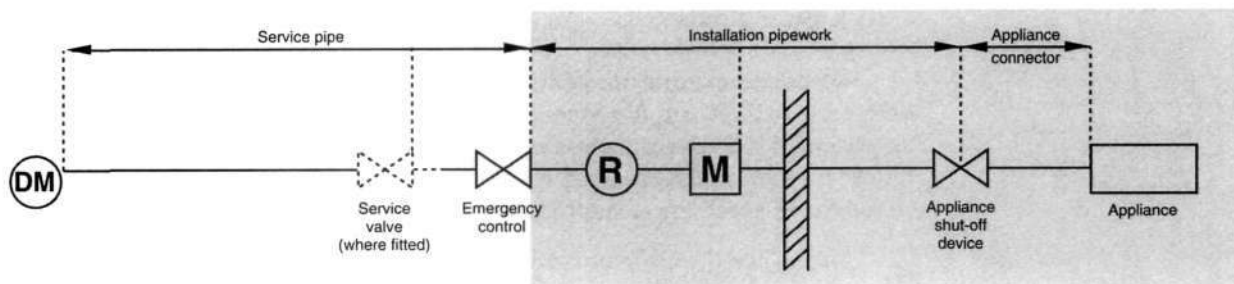 Service pipe
Installation pipework
Appliance
connector
DM
R
M
Service
valve
(where fitted)
Emergency
control
Appliance
shut-off
device
Appliance